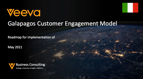 Veeva
Galapagos Customer Engagement Model
Roadmap for Implementation of
May 2021
Business Consulting